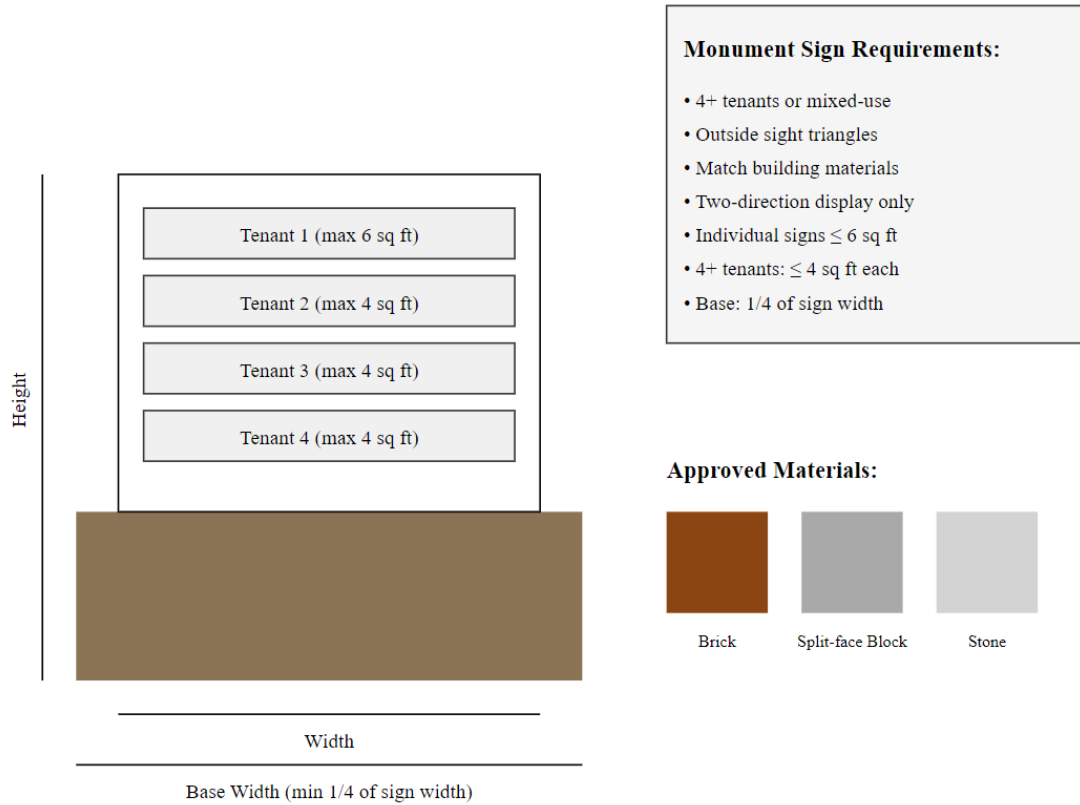 Monument Sign Requirements:
• 4+ tenants or mixed-use
• Outside sight triangles
• Match building materials
• Two-direction display only
• Individual signs ≤ 6 sq ft
• 4+ tenants: ≤ 4 sq ft each
• Base: 1/4 of sign width
Tenant 1 (max 6 sq ft)
Tenant 2 (max 4 sq ft)
Tenant 3 (max 4 sq ft)
Tenant 4 (max 4 sq ft)
Height
Width
Base Width (min 1/4 of sign width)
Approved Materials:
Brick
Split-face Block
Stone